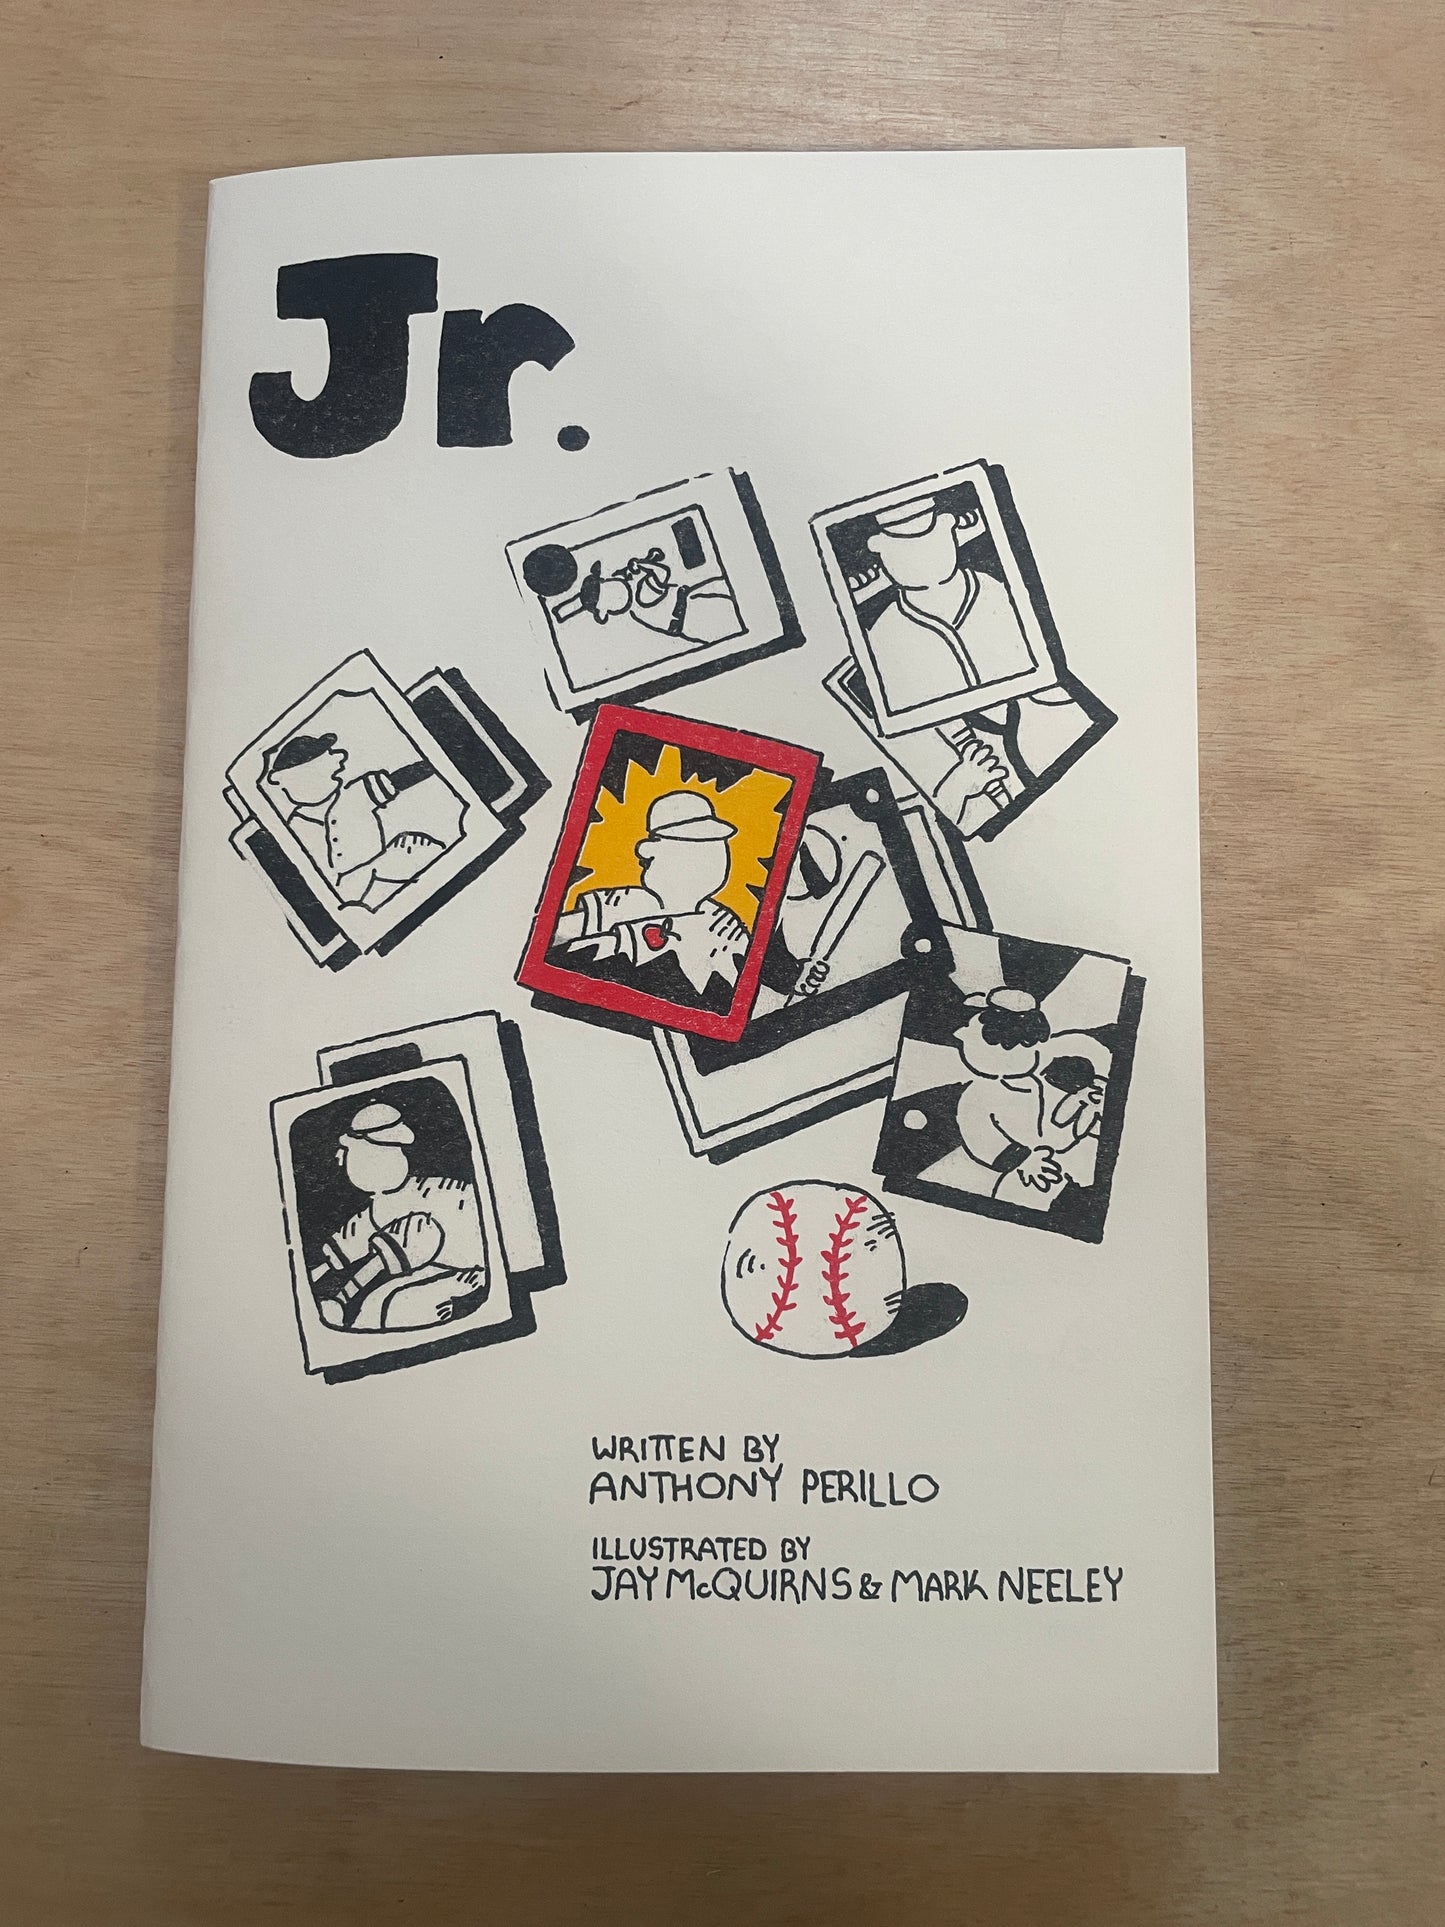 Jr.
WRITTEN BY
ANTHONY PERILLO
ILLUSTRATED BY
JAY McQUIRNS & MARK NEELEY